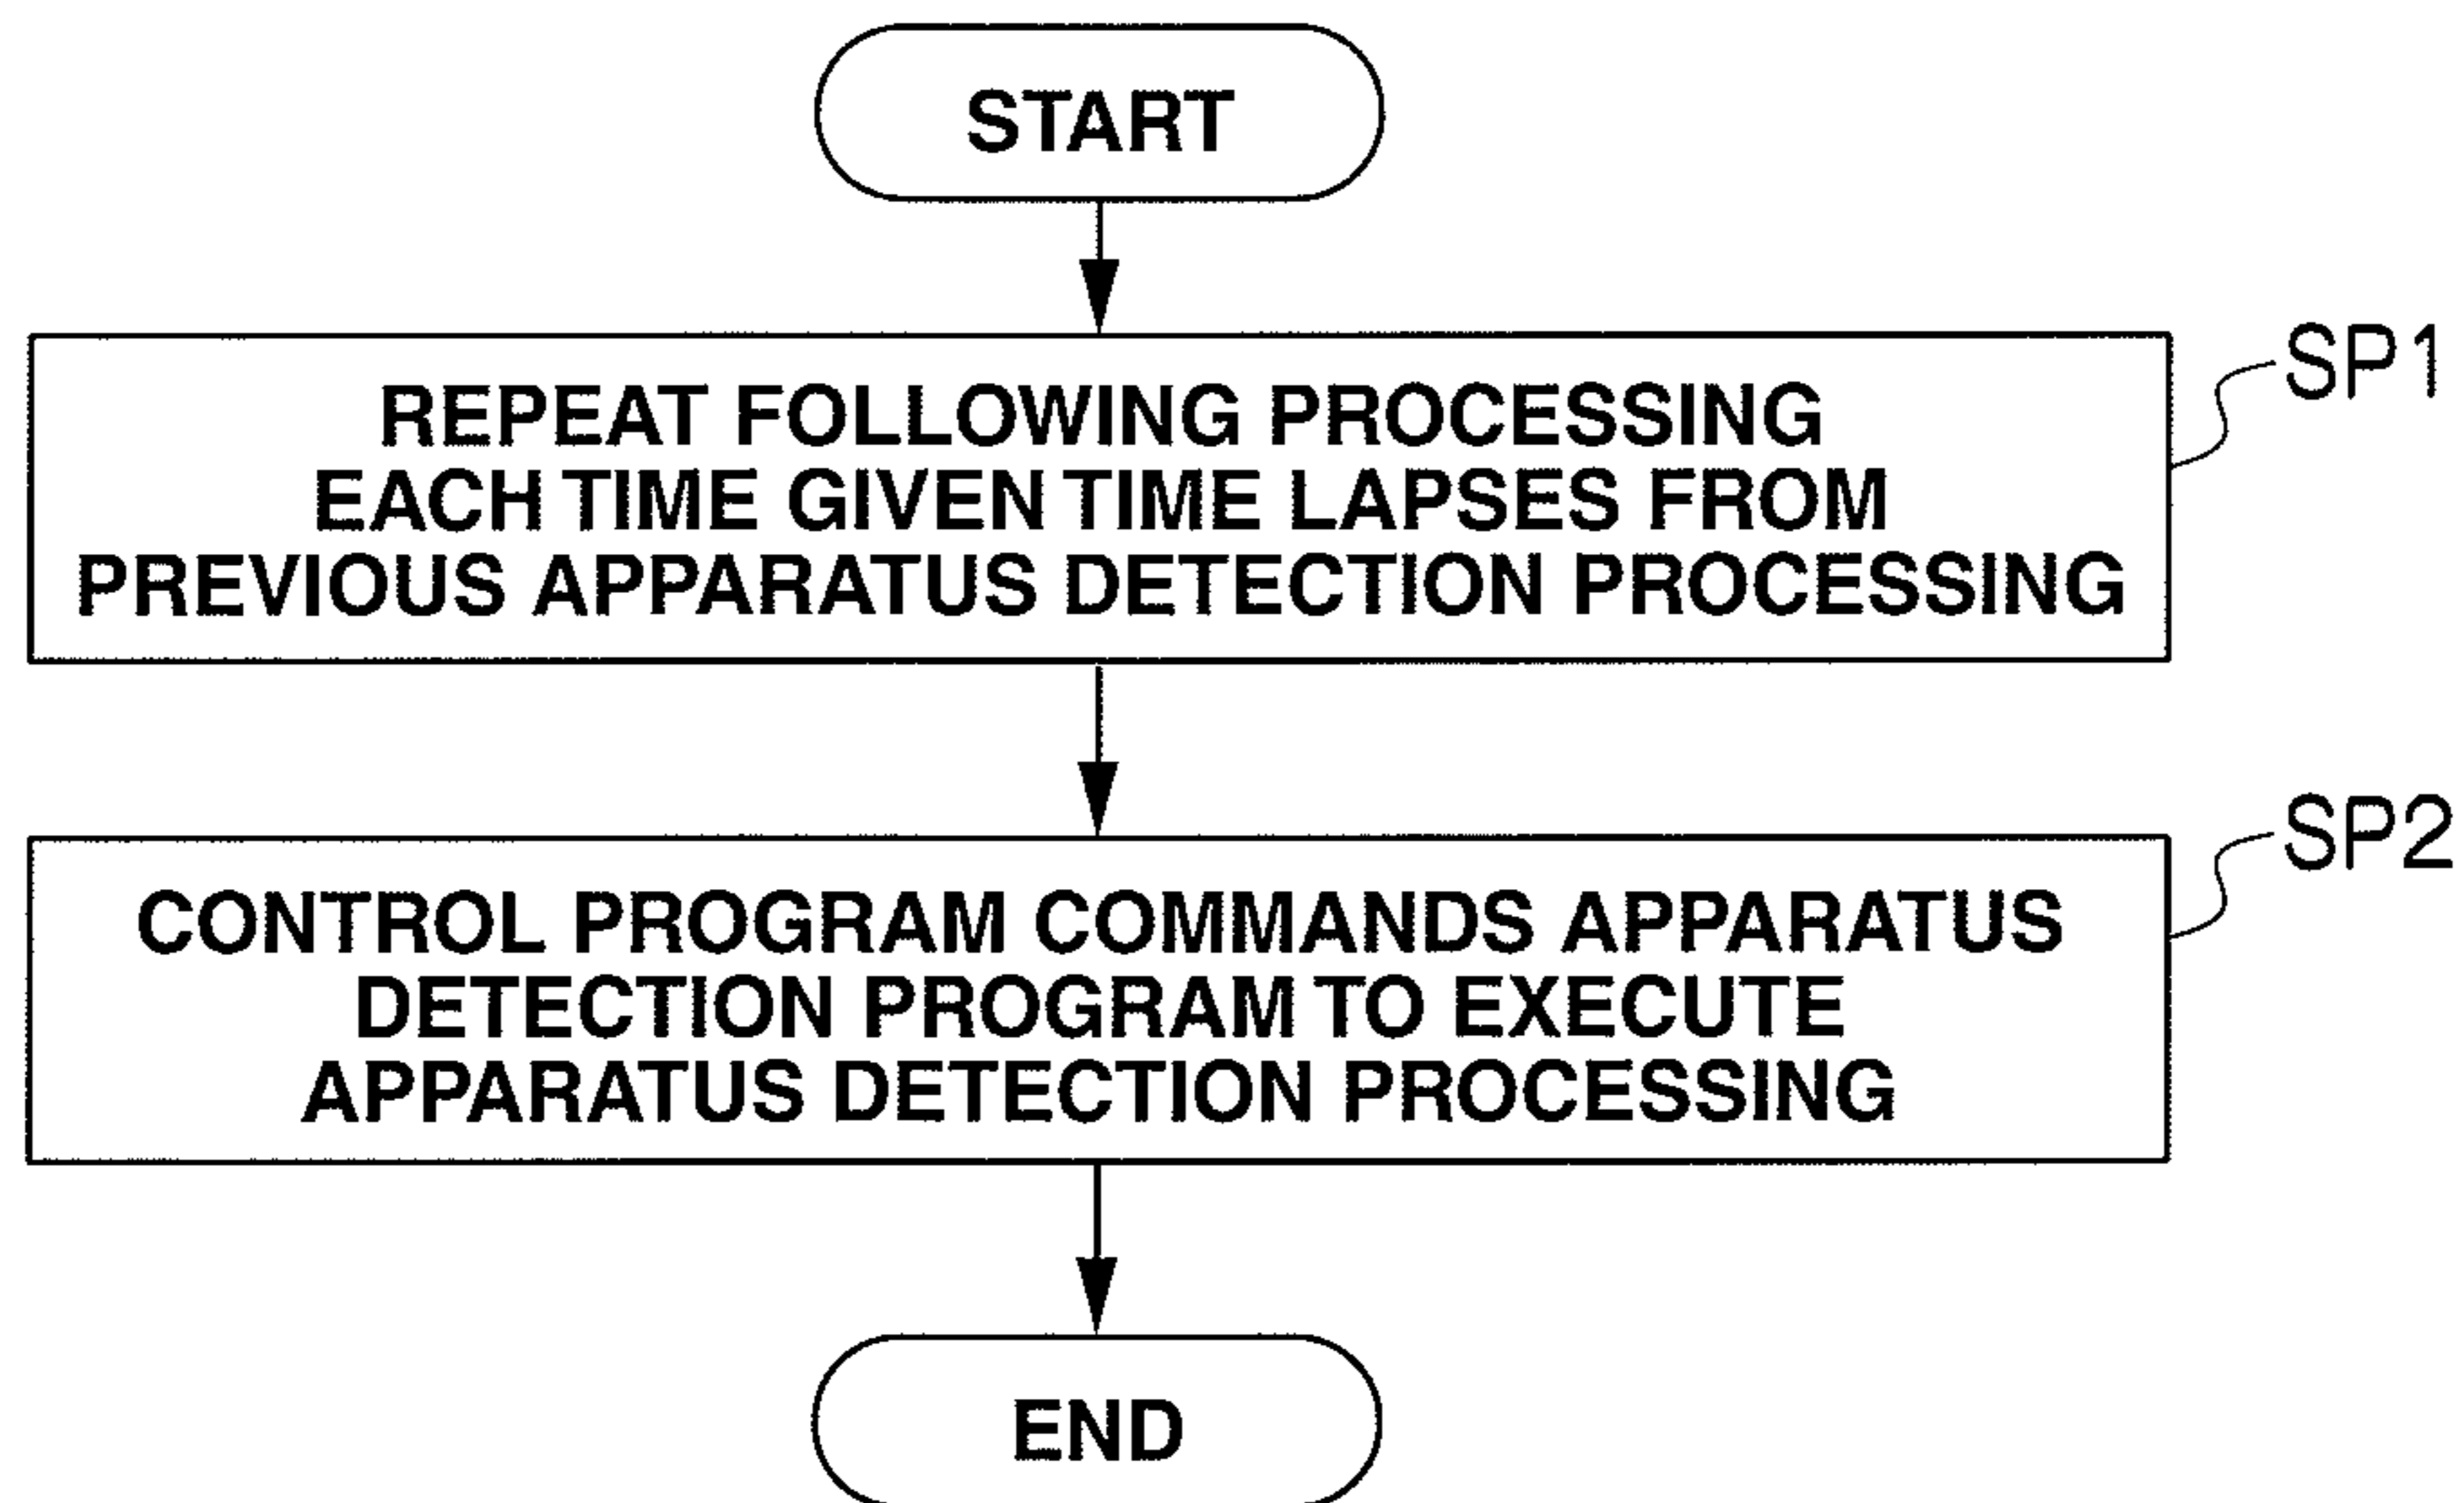 START
REPEAT FOLLOWING PROCESSING
EACH TIME GIVEN TIME LAPSES FROM
PREVIOUS APPARATUS DETECTION PROCESSING
SP1
CONTROL PROGRAM COMMANDS APPARATUS
DETECTION PROGRAM TO EXECUTE
APPARATUS DETECTION PROCESSING
SP2
END